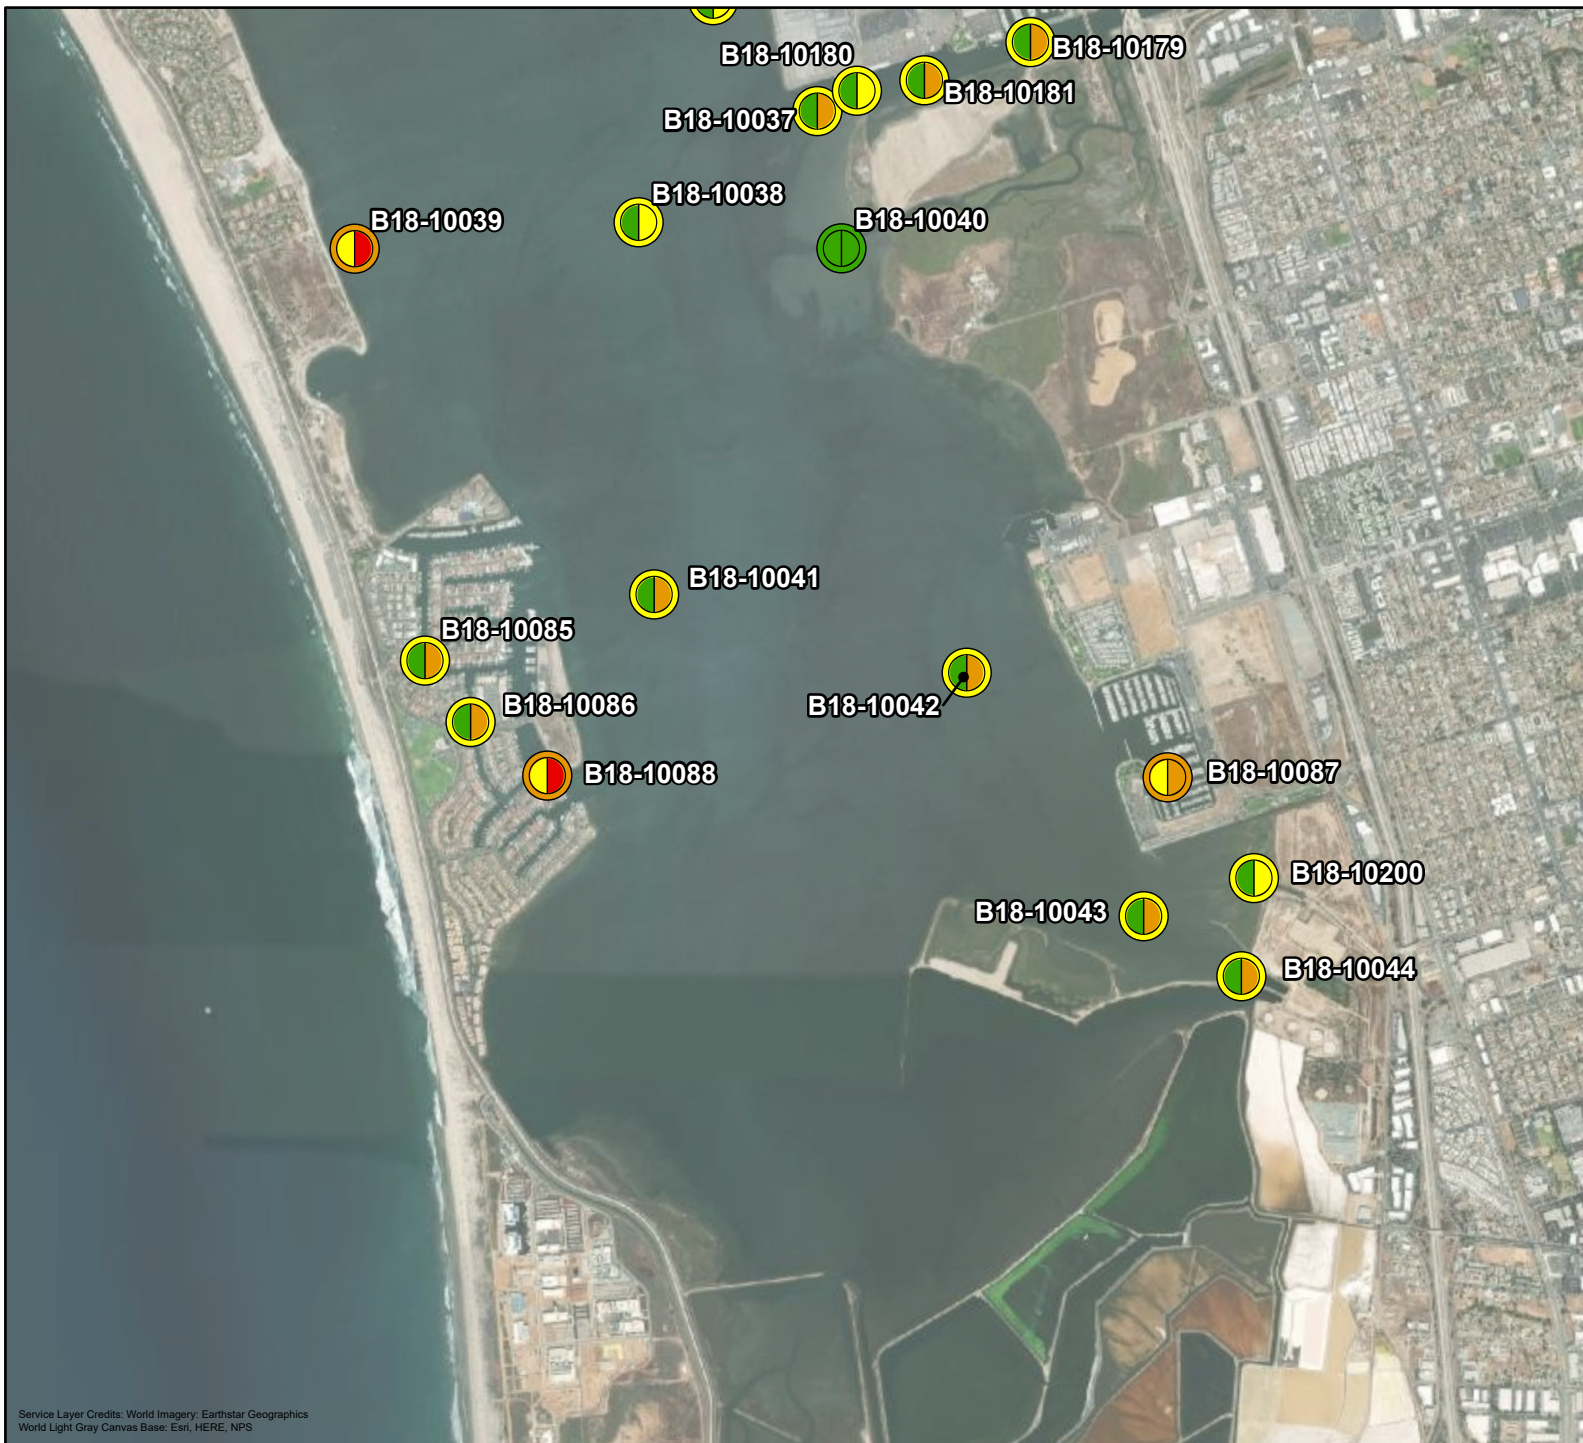 B18-10180
B18-10179
B18-10181
B18-10037
B18-10038
B18-10039
B18-10040
B18-10041
B18-10085
B18-10086
B18-10042
B18-10088
B18-10087
B18-10200
B18-10043
B18-10044
Service Layer Credits: World Imagery: Earthstar Geographics
World Light Gray Canvas Base: Esri, HERE, NPS